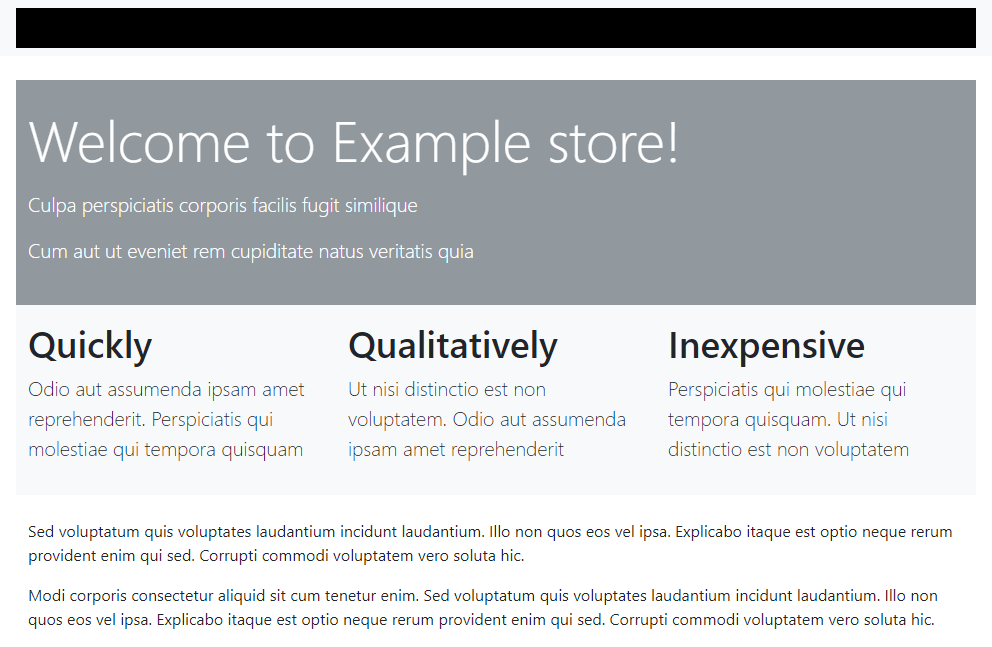 Welcome to Example store!
Culpa perspiciatis corporis facilis fugit similique
Cum aut ut eveniet rem cupiditate natus veritatis quia
Quickly
Odio aut assumenda ipsam amet
reprehenderit. Perspiciatis qui
molestiae qui tempora quisquam
Qualitatively
Ut nisi distinctio est non
voluptatem. Odio aut assumenda
ipsam amet reprehenderit
Inexpensive
Perspiciatis qui molestiae qui
tempora quisquam. Ut nisi
distinctio est non voluptatem
Sed voluptatum quis voluptates laudantium incidunt laudantium. Illo non quos eos vel ipsa. Explicabo itaque est optio neque rerum
provident enim qui sed. Corrupti commodi voluptatem vero soluta hic.
Modi corporis consectetur aliquid sit cum tenetur enim. Sed voluptatum quis voluptates laudantium incidunt laudantium. Illo non
quos eos vel ipsa. Explicabo itaque est optio neque rerum provident enim qui sed. Corrupti commodi voluptatem vero soluta hic.